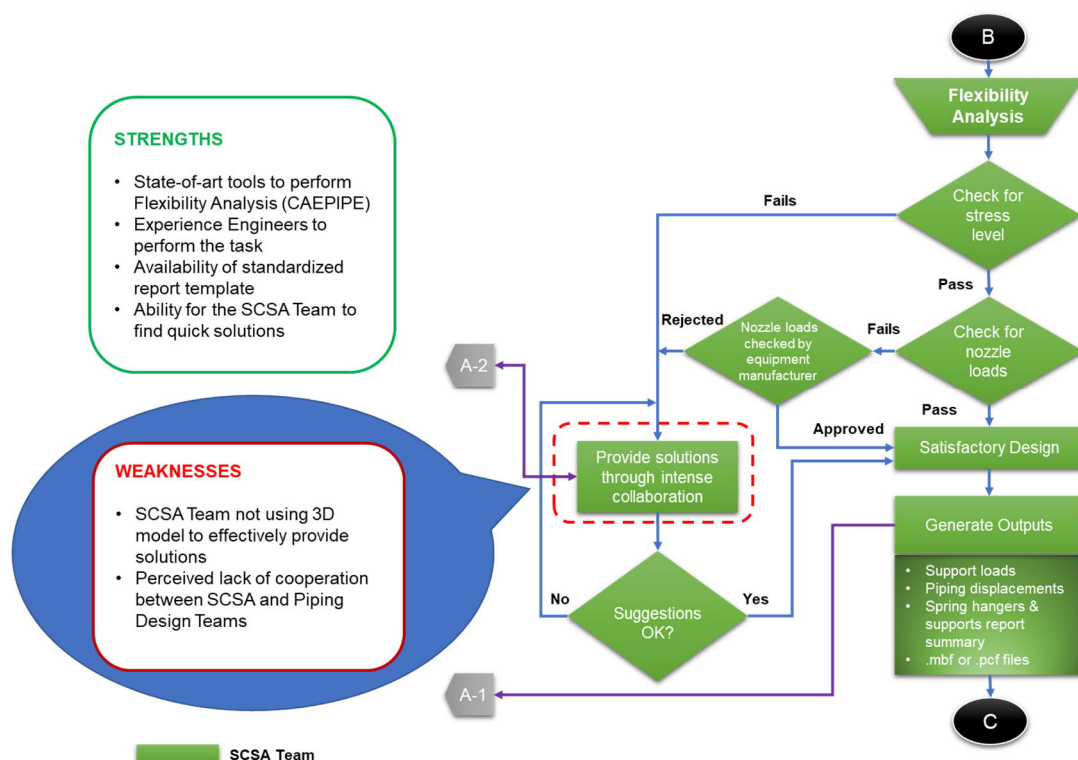 B
Flexibility
Analysis
STRENGTHS
• State-of-art tools to perform
Flexibility Analysis (CAEPIPE)
• Experience Engineers to
perform the task
• Availability of standardized
report template
• Ability for the SCSA Team to
find quick solutions
Fails
Check for
stress
level
Pass
Rejected
Nozzle loads
checked by
equipment
manufacturer
Fails
Check for
nozzle
loads
A-2
Pass
Approved
Satisfactory Design
WEAKNESSES
• SCSA Team not using 3D
model to effectively provide
solutions
• Perceived lack of cooperation
between SCSA and Piping
Design Teams
Provide solutions
through intense
collaboration
Generate Outputs
• Support loads
• Piping displacements
• Spring hangers &
supports report
summary
• .mbf or .pcf files
No
Suggestions
OK?
Yes
A-1
C
SCSA Team